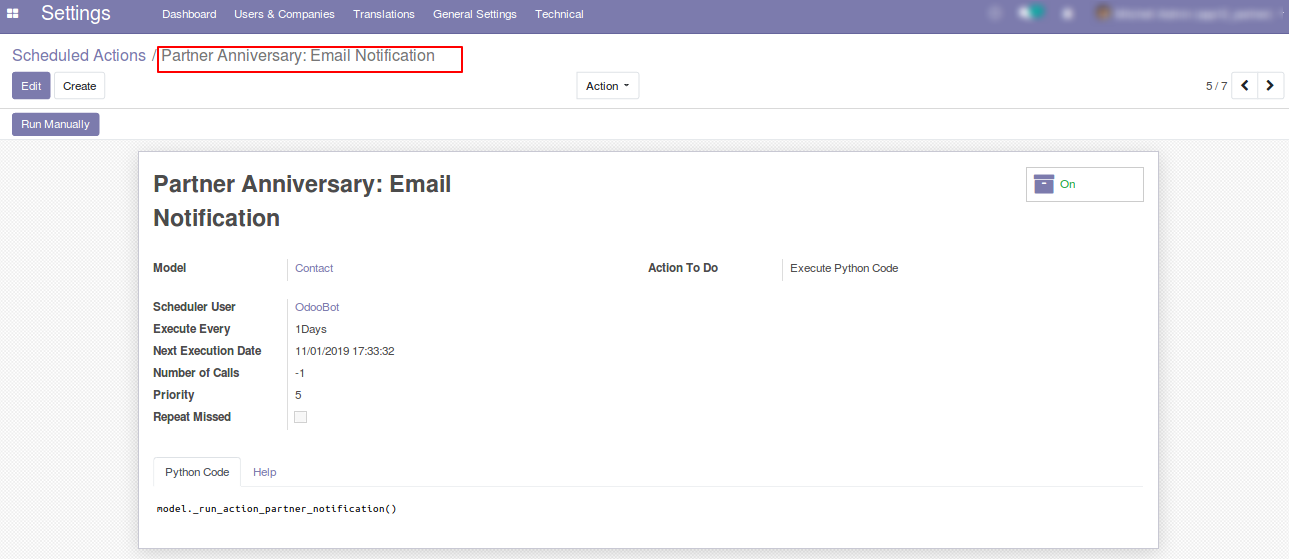 Settings Dashboard Users & Companies Translations General Settings Technical
Scheduled Actions / Partner Anniversary: Email Notification
Edit Create Action 5 / 7
Run Manually
Partner Anniversary: Email
Notification
On
Model Contact Action To Do Execute Python Code
Scheduler User OdooBot
Execute Every 1Days
Next Execution Date 11/01/2019 17:33:32
Number of Calls -1
Priority 5
Repeat Missed
Python Code Help
model._run_action_partner_notification()